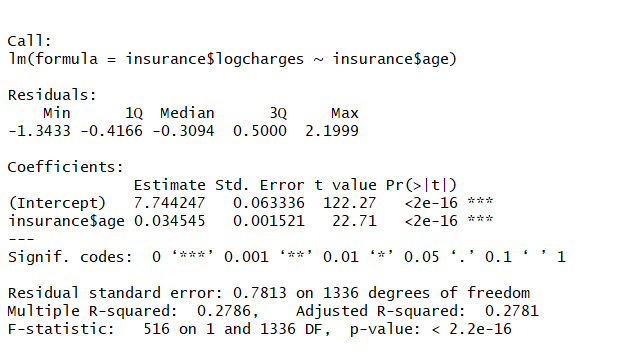 Call:
lm(formula = insurance$logcharges ~ insurance$age)
Residuals:
    Min      1Q  Median      3Q     Max
-1.3433 -0.4166 -0.3094  0.5000  2.1999
Coefficients:
              Estimate Std. Error t value Pr(>|t|)
(Intercept)   7.744247   0.063336  122.27   <2e-16 ***
insurance$age 0.034545   0.001521   22.71   <2e-16 ***
---
Signif. codes:  0 ‘***’ 0.001 ‘**’ 0.01 ‘*’ 0.05 ‘.’ 0.1 ‘ ’ 1
Residual standard error: 0.7813 on 1336 degrees of freedom
Multiple R-squared:  0.2786,    Adjusted R-squared:  0.2781
F-statistic:   516 on 1 and 1336 DF,  p-value: < 2.2e-16